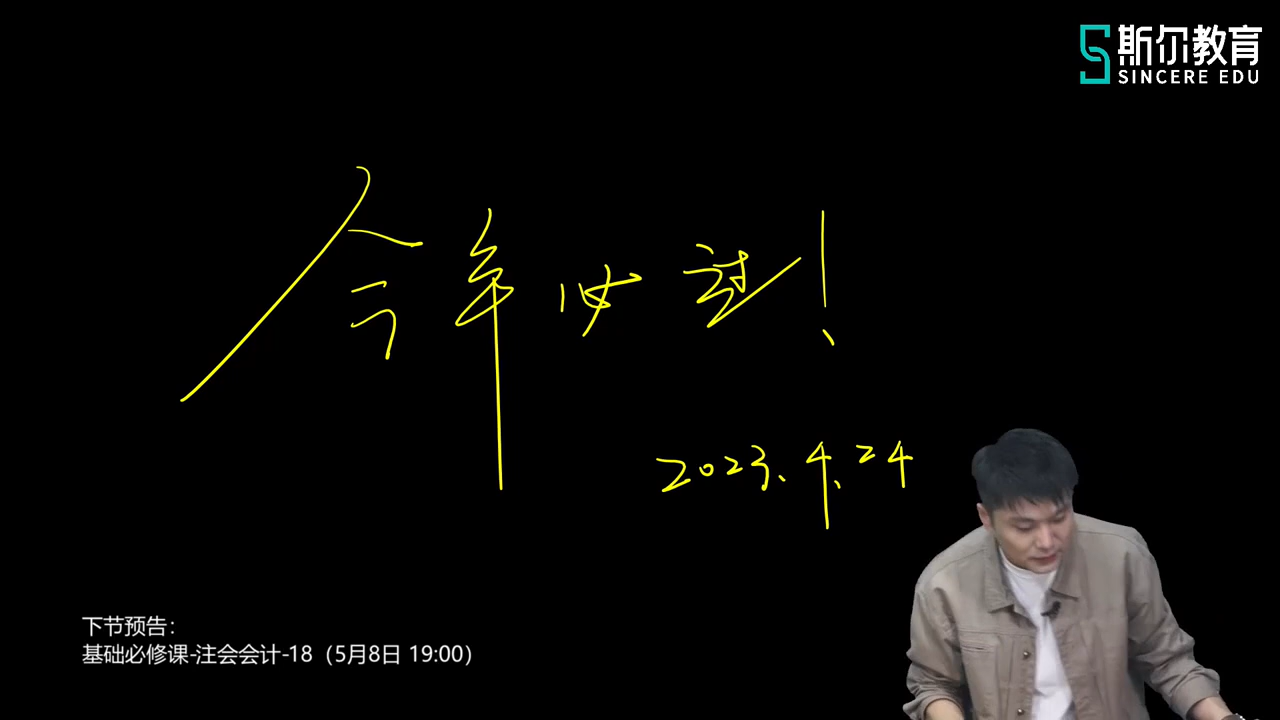 斯尔教育
SINCERE EDU
今年必过!
2023.4.24
下节预告：
基础必修课-注会会计-18（5月8日 19:00）